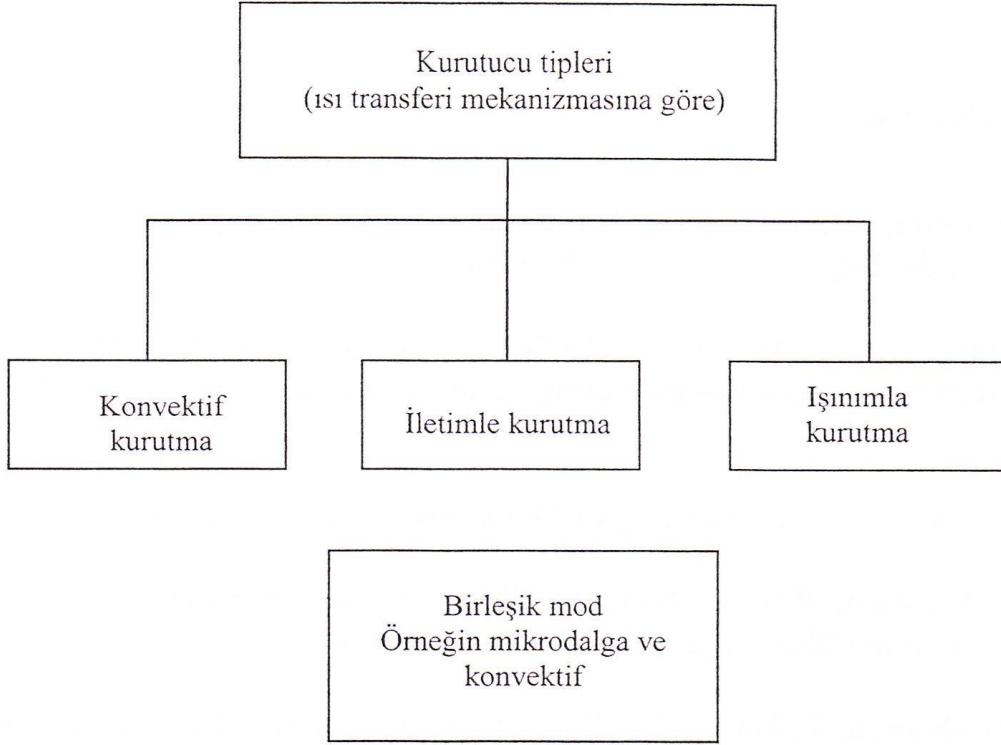 Kurutucu tipleri
(ısı transferi mekanizmasına göre)
Konvektif
kurutma
İletimle kurutma
Işınımla
kurutma
Birleşik mod
Örneğin mikrodalga ve
konvektif